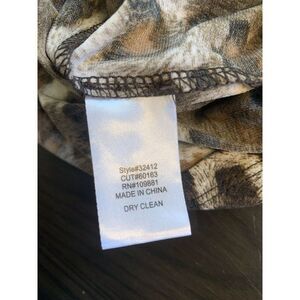 Style#32412
CUT#60163
RN#109881
MADE IN CHINA
DRY CLEAN